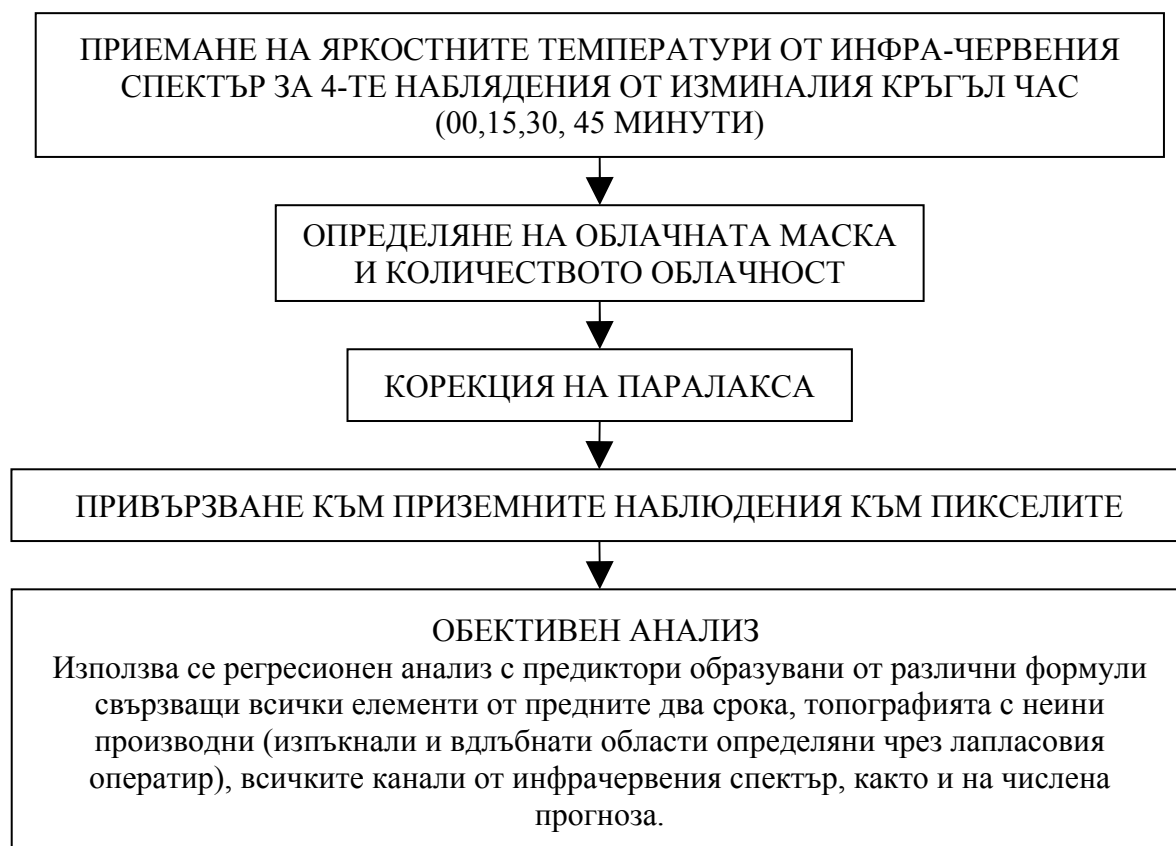 ПРИЕМАНЕ НА ЯРКОСТНИТЕ ТЕМПЕРАТУРИ ОТ ИНФРА-ЧЕРВЕНИЯ
СПЕКТЪР ЗА 4-ТЕ НАБЛЯДЕНИЯ ОТ ИЗМИНАЛИЯ КРЪГЪЛ ЧАС
(00,15,30, 45 МИНУТИ)
ОПРЕДЕЛЯНЕ НА ОБЛАЧНАТА МАСКА
И КОЛИЧЕСТВОТО ОБЛАЧНОСТ
КОРЕКЦИЯ НА ПАРАЛАКСА
ПРИВЪРЗВАНЕ КЪМ ПРИЗЕМНИТЕ НАБЛЮДЕНИЯ КЪМ ПИКСЕЛИТЕ
ОБЕКТИВЕН АНАЛИЗ
Използва се регресионен анализ с предиктори образувани от различни формули
свързващи всички елементи от предните два срока, топографията с неини
производни (изпъкнали и вдлъбнати области определяни чрез лапласовия
оператир), всичките канали от инфрачервения спектър, както и на числена
прогноза.